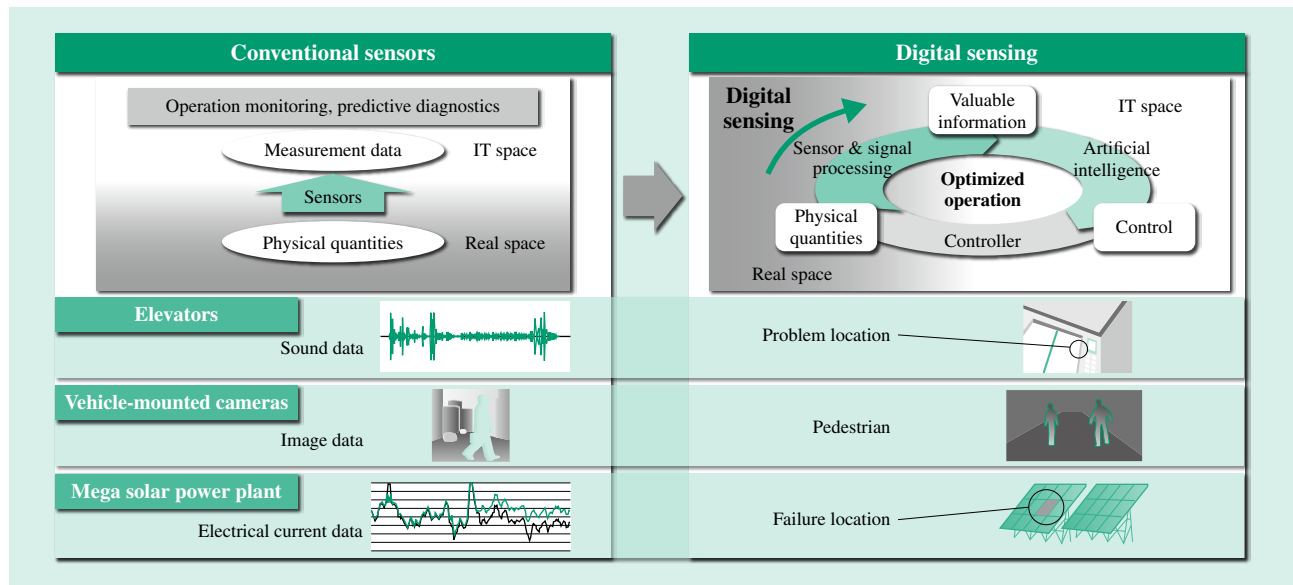 Conventional sensors
Operation monitoring, predictive diagnostics
Measurement data
IT space
Sensors
Physical quantities
Real space
Digital sensing
Digital
sensing
Valuable
information
IT space
Sensor & signal
processing
Artificial
intelligence
Optimized
operation
Physical
quantities
Controller
Control
Real space
Elevators
Sound data
Problem location
Vehicle-mounted cameras
Image data
Pedestrian
Mega solar power plant
Electrical current data
Failure location